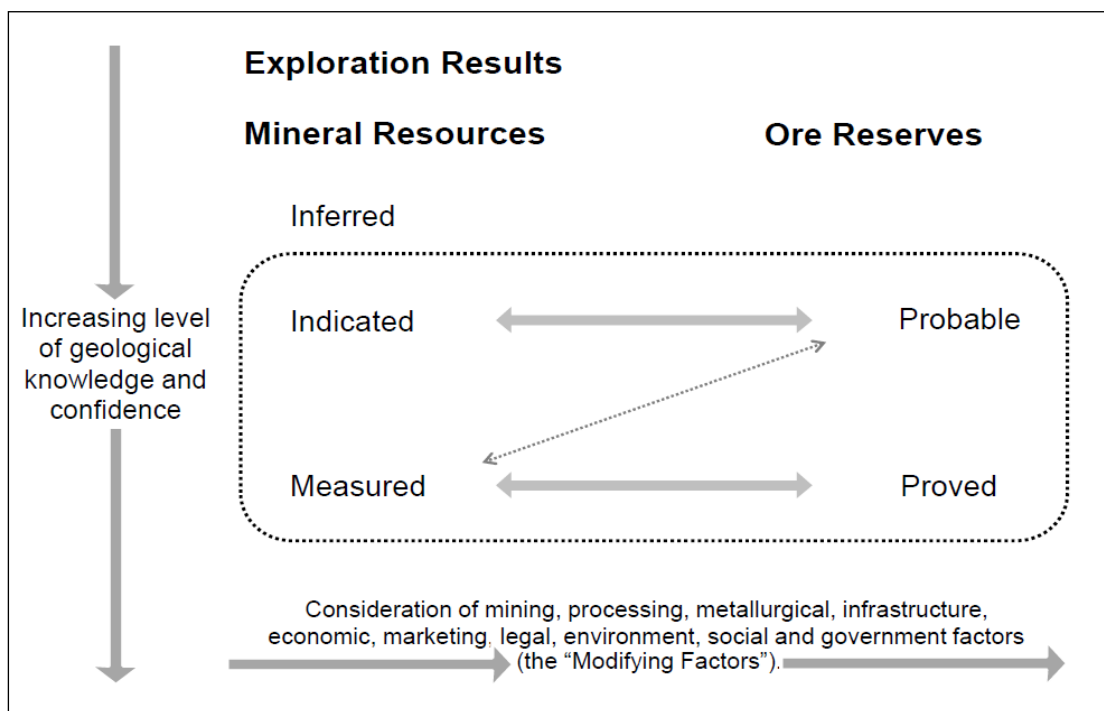 Exploration Results
Mineral Resources
Ore Reserves
Inferred
Indicated
Probable
Increasing level
of geological
knowledge and
confidence
Measured
Proved
Consideration of mining, processing, metallurgical, infrastructure,
economic, marketing, legal, environment, social and government factors
(the “Modifying Factors”).